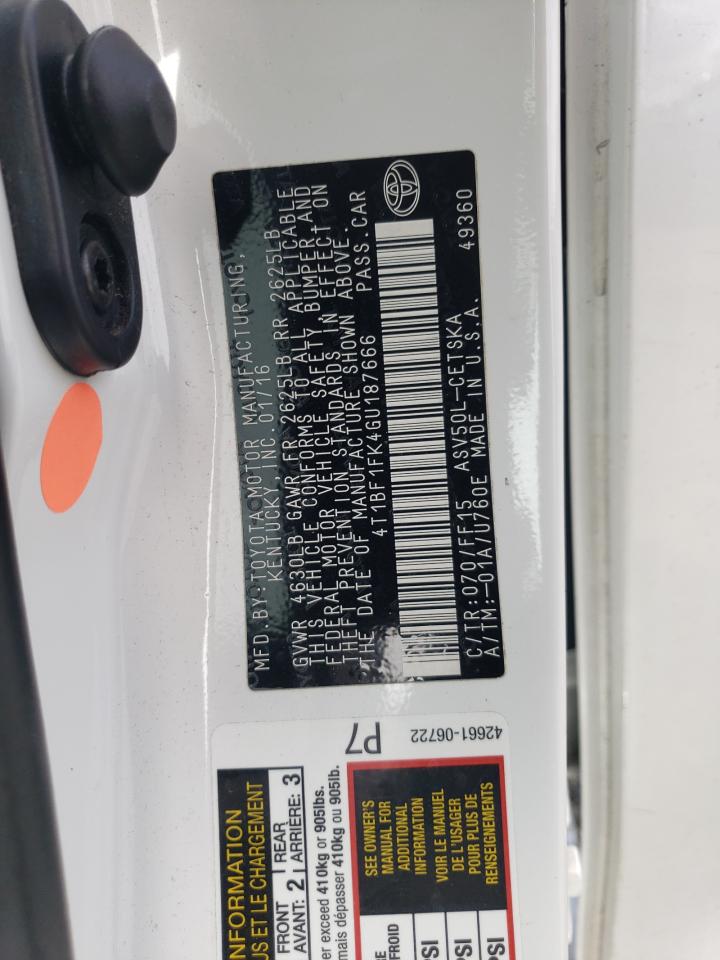 MFD.BY:TOYOTA MOTOR MANUFACTURING,
KENTUCKY,INC.01/16
GVWR 4630LB GAWR FR 2625LB RR 2625LB
THIS VEHICLE CONFORMS TO ALL APPLICABLE
FEDERAL MOTOR VEHICLE SAFETY, BUMPER, AND
THEFT PREVENTION STANDARDS IN EFFECT ON
THE DATE OF MANUFACTURE SHOWN ABOVE.
4T1BF1FK4GU187666 PASS.CAR
C/TR:070/FF15 ASV50L-CETSKA
A/TM:-01A/U760E MADE IN U.S.A. 49360
P7
42661-06722
NFORMATION
US ET LE CHARGEMENT
FRONT
AVANT: 2
REAR
ARRIÈRE: 3
er exceed 410kg or 905lbs.
mais dépasser 410kg ou 905lb.
FROID
PSI
PSI
PSI
SEE OWNER'S
MANUAL FOR
ADDITIONAL
INFORMATION
VOIR LE MANUEL
DE L'USAGER
POUR PLUS DE
RENSEIGNEMENTS